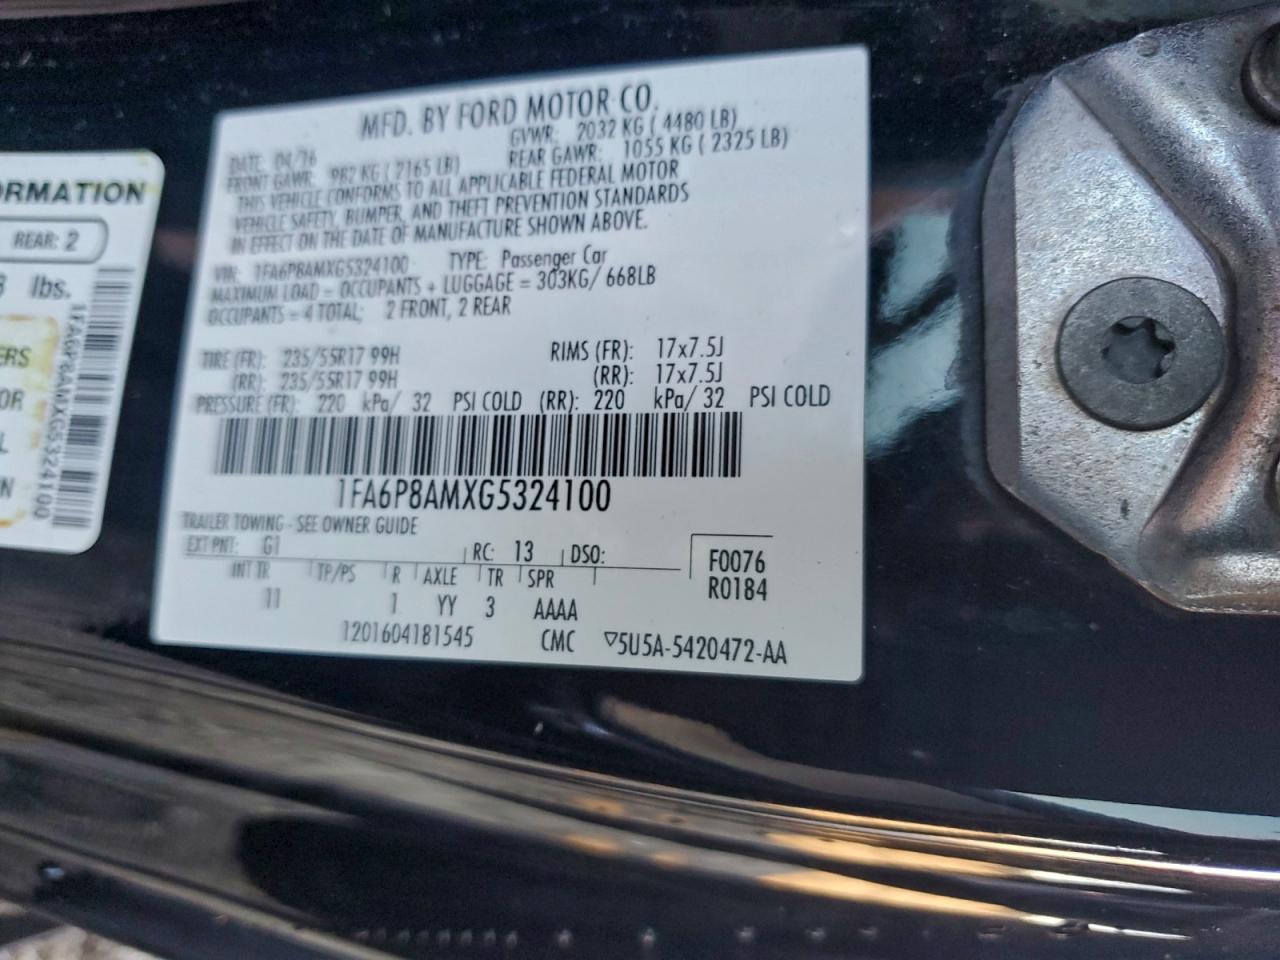 MFD. BY FORD MOTOR CO.
DATE: 04/16 GVWR: 2032 KG ( 4480 LB)
FRONT GAWR: 982 KG ( 2165 LB) REAR GAWR: 1055 KG ( 2325 LB)
THIS VEHICLE CONFORMS TO ALL APPLICABLE FEDERAL MOTOR
VEHICLE SAFETY, BUMPER, AND THEFT PREVENTION STANDARDS
IN EFFECT ON THE DATE OF MANUFACTURE SHOWN ABOVE.
VIN: 1FA6P8AMXG5324100 TYPE: Passenger Car
MAXIMUM LOAD = OCCUPANTS + LUGGAGE = 303KG/ 668LB
OCCUPANTS = 4 TOTAL; 2 FRONT, 2 REAR
TIRE (FR): 235/55R17 99H RIMS (FR): 17x7.5J
(RR): 235/55R17 99H (RR): 17x7.5J
PRESSURE (FR): 220 kPa/ 32 PSI COLD (RR): 220 kPa/ 32 PSI COLD
1FA6P8AMXG5324100
TRAILER TOWING - SEE OWNER GUIDE
EXT PNT: G1 RC: 13 DSO: F0076
INT TR TP/PS R AXLE TR SPR R0184
11 1 YY 3 AAAA
1201604181545 CMC ▽5U5A-5420472-AA
ORMATION
REAR: 2
lbs.
ERS
OR
1FA6P8AMXG5324100